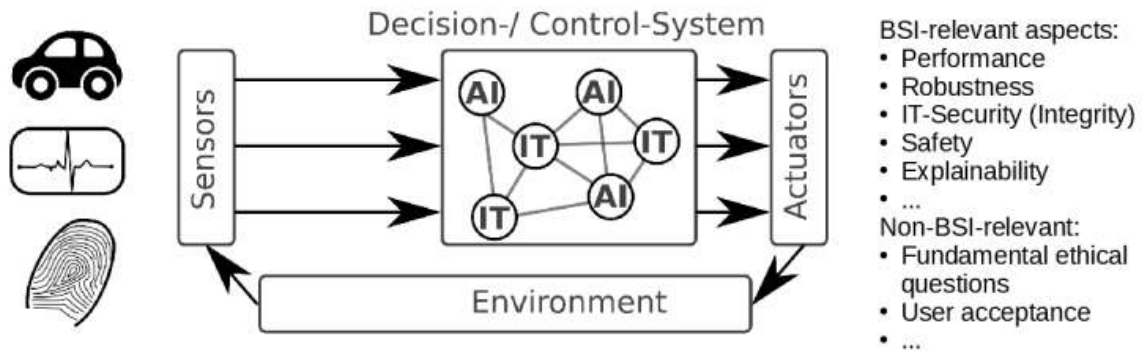 Decision-/ Control-System
Sensors
AI
AI
IT
IT
AI
IT
Actuators
Environment
BSI-relevant aspects:
• Performance
• Robustness
• IT-Security (Integrity)
• Safety
• Explainability
• ...
Non-BSI-relevant:
• Fundamental ethical
questions
• User acceptance
• ...